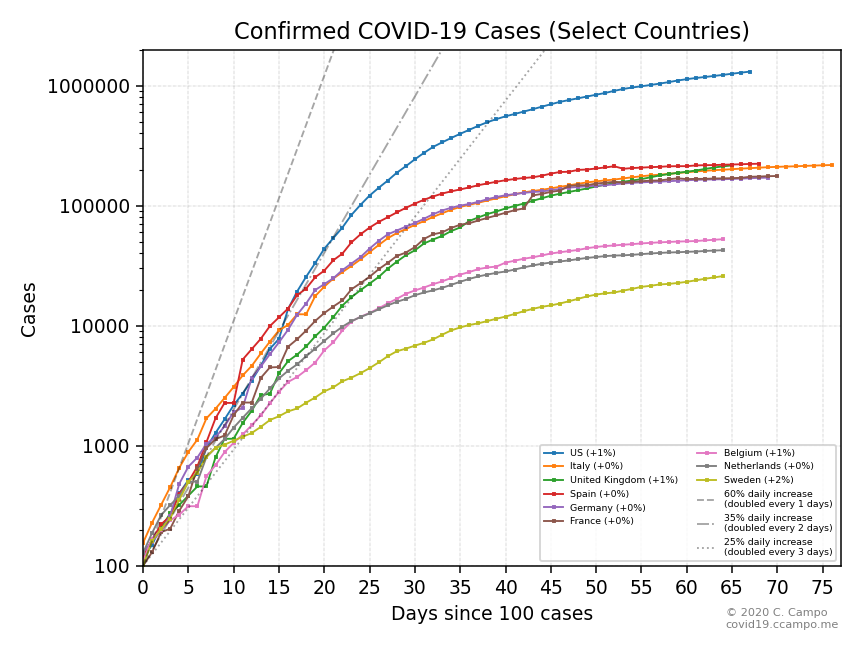 Confirmed COVID-19 Cases (Select Countries)
1000000
100000
10000
1000
100
Cases
0 5 10 15 20 25 30 35 40 45 50 55 60 65 70 75
Days since 100 cases
US (+1%)
Italy (+0%)
United Kingdom (+1%)
Spain (+0%)
Germany (+0%)
France (+0%)
Belgium (+1%)
Netherlands (+0%)
Sweden (+2%)
60% daily increase
(doubled every 1 days)
35% daily increase
(doubled every 2 days)
25% daily increase
(doubled every 3 days)
© 2020 C. Campo
covid19.ccampo.me